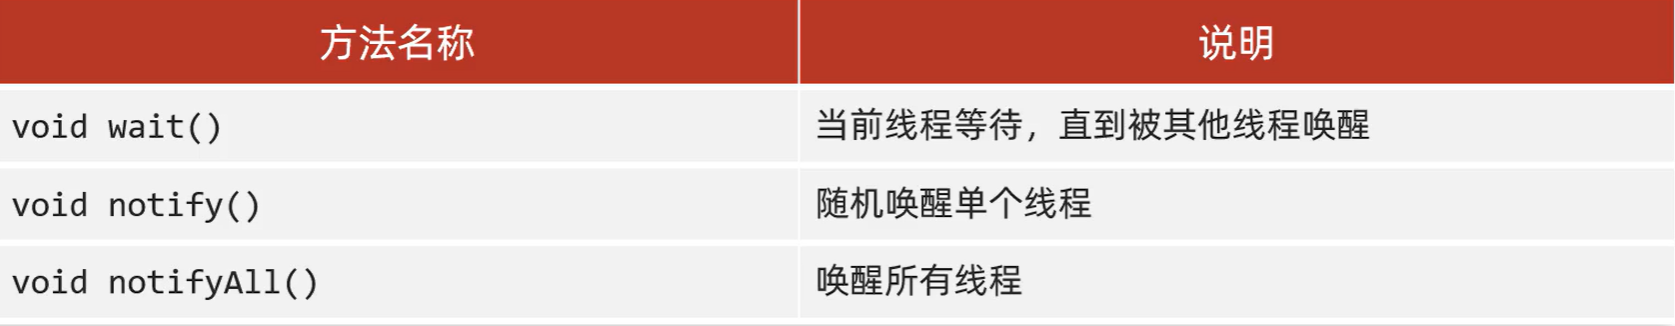 方法名称 说明
void wait() 当前线程等待，直到被其他线程唤醒
void notify() 随机唤醒单个线程
void notifyAll() 唤醒所有线程